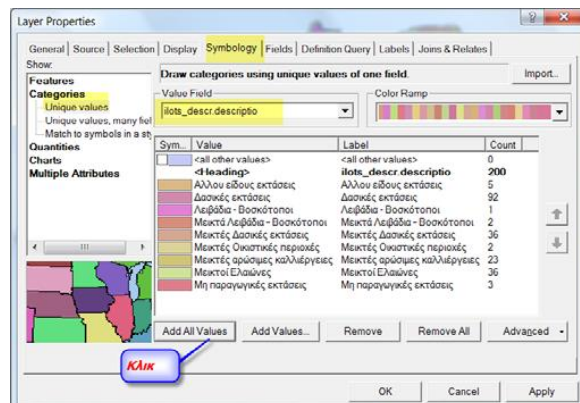 Layer Properties
General | Source | Selection | Display | Symbology | Fields | Definition Query | Labels | Joins & Relates
Show:
Features
Categories
Unique values
Unique values, many fiel
Match to symbols in a sty
Quantities
Charts
Multiple Attributes
Draw categories using unique values of one field.
Import...
Value Field
ilots_descr.descriptio
Color Ramp
Sym... Value Label Count
<all other values> <all other values> 0
<Heading> ilots_descr.descriptio 200
Αλλου είδους εκτάσεις Αλλου είδους εκτάσεις 5
Δασικές εκτάσεις Δασικές εκτάσεις 92
Λειβάδια - Βοσκότοποι Λειβάδια - Βοσκότοποι 1
Μεικτά Λειβάδια - Βοσκότοποι Μεικτά Λειβάδια - Βοσκότοποι 2
Μεικτές Δασικές εκτάσεις Μεικτές Δασικές εκτάσεις 36
Μεικτές Οικιστικές περιοχές Μεικτές Οικιστικές περιοχές 2
Μεικτές αρώσιμες καλλιέργειες Μεικτές αρώσιμες καλλιέργειες 23
Μεικτοί Ελαιώνες Μεικτοί Ελαιώνες 36
Μη παραγωγικές εκτάσεις Μη παραγωγικές εκτάσεις 3
Add All Values Add Values... Remove Remove All Advanced
Κλικ
OK Cancel Apply